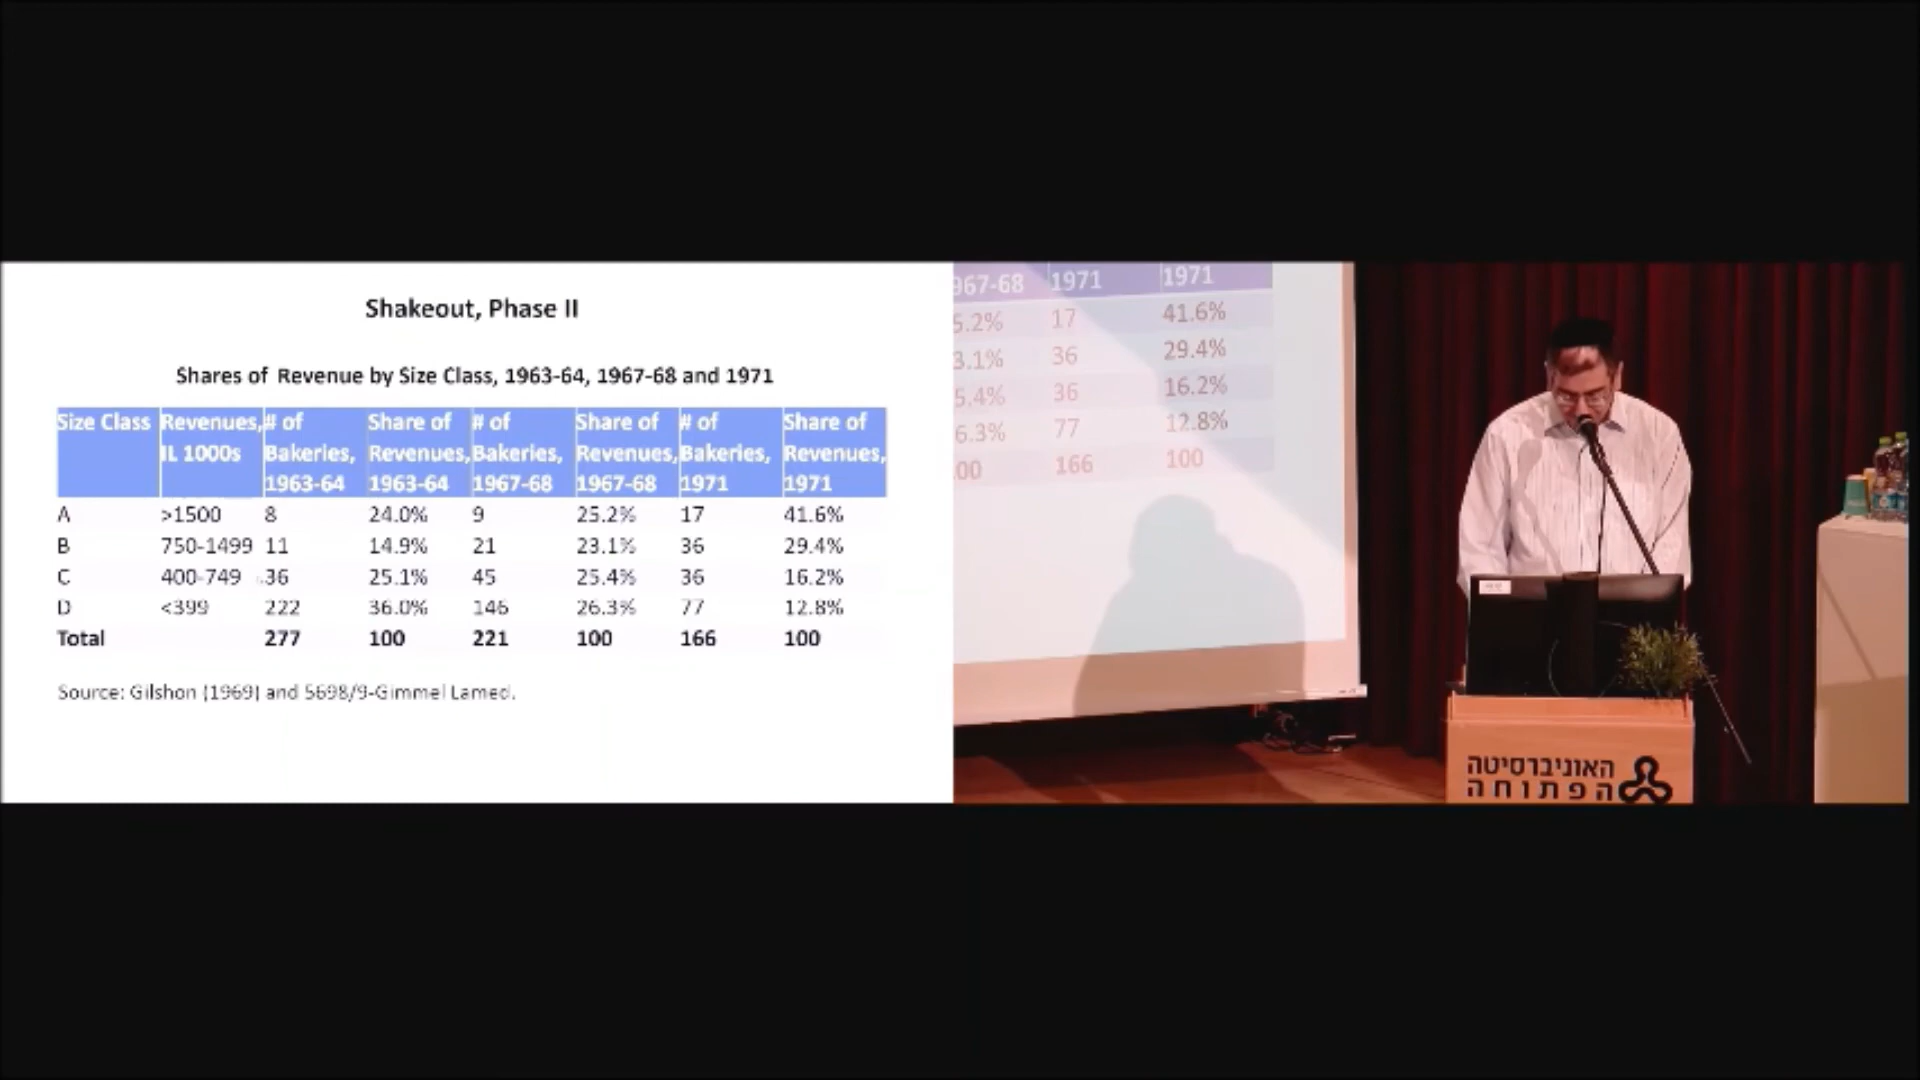 Shakeout, Phase II
Shares of Revenue by Size Class, 1963-64, 1967-68 and 1971
Size Class Revenues, IL 1000s # of Bakeries, 1963-64 Share of Revenues, 1963-64 # of Bakeries, 1967-68 Share of Revenues, 1967-68 # of Bakeries, 1971 Share of Revenues, 1971
A >1500 8 24.0% 9 25.2% 17 41.6%
B 750-1499 11 14.9% 21 23.1% 36 29.4%
C 400-749 36 25.1% 45 25.4% 36 16.2%
D <399 222 36.0% 146 26.3% 77 12.8%
Total 277 100 221 100 166 100
Source: Gilshon (1969) and 5698/9-Gimmel Lamed.
967-68 1971 1971
5.2% 17 41.6%
3.1% 36 29.4%
5.4% 36 16.2%
6.3% 77 12.8%
00 166 100
האוניברסיטה
הפתוחה